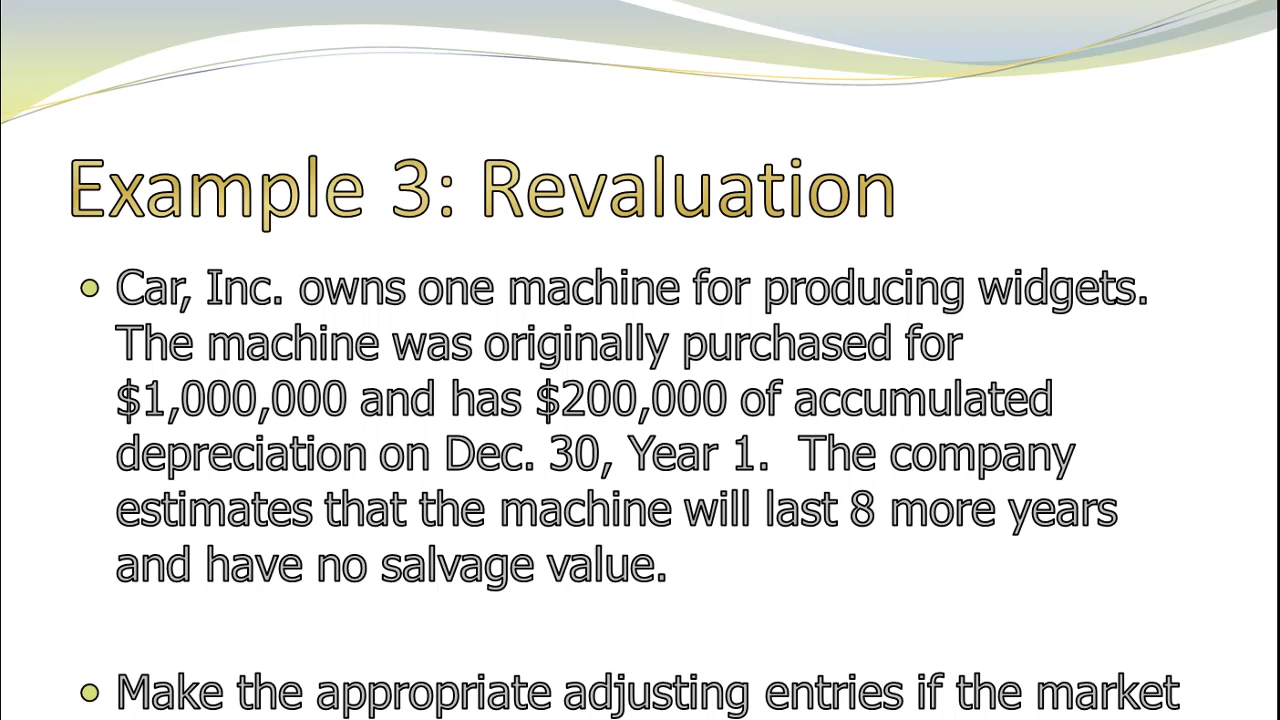 Example 3: Revaluation
Car, Inc. owns one machine for producing widgets.
The machine was originally purchased for
$1,000,000 and has $200,000 of accumulated
depreciation on Dec. 30, Year 1. The company
estimates that the machine will last 8 more years
and have no salvage value.
Make the appropriate adjusting entries if the market